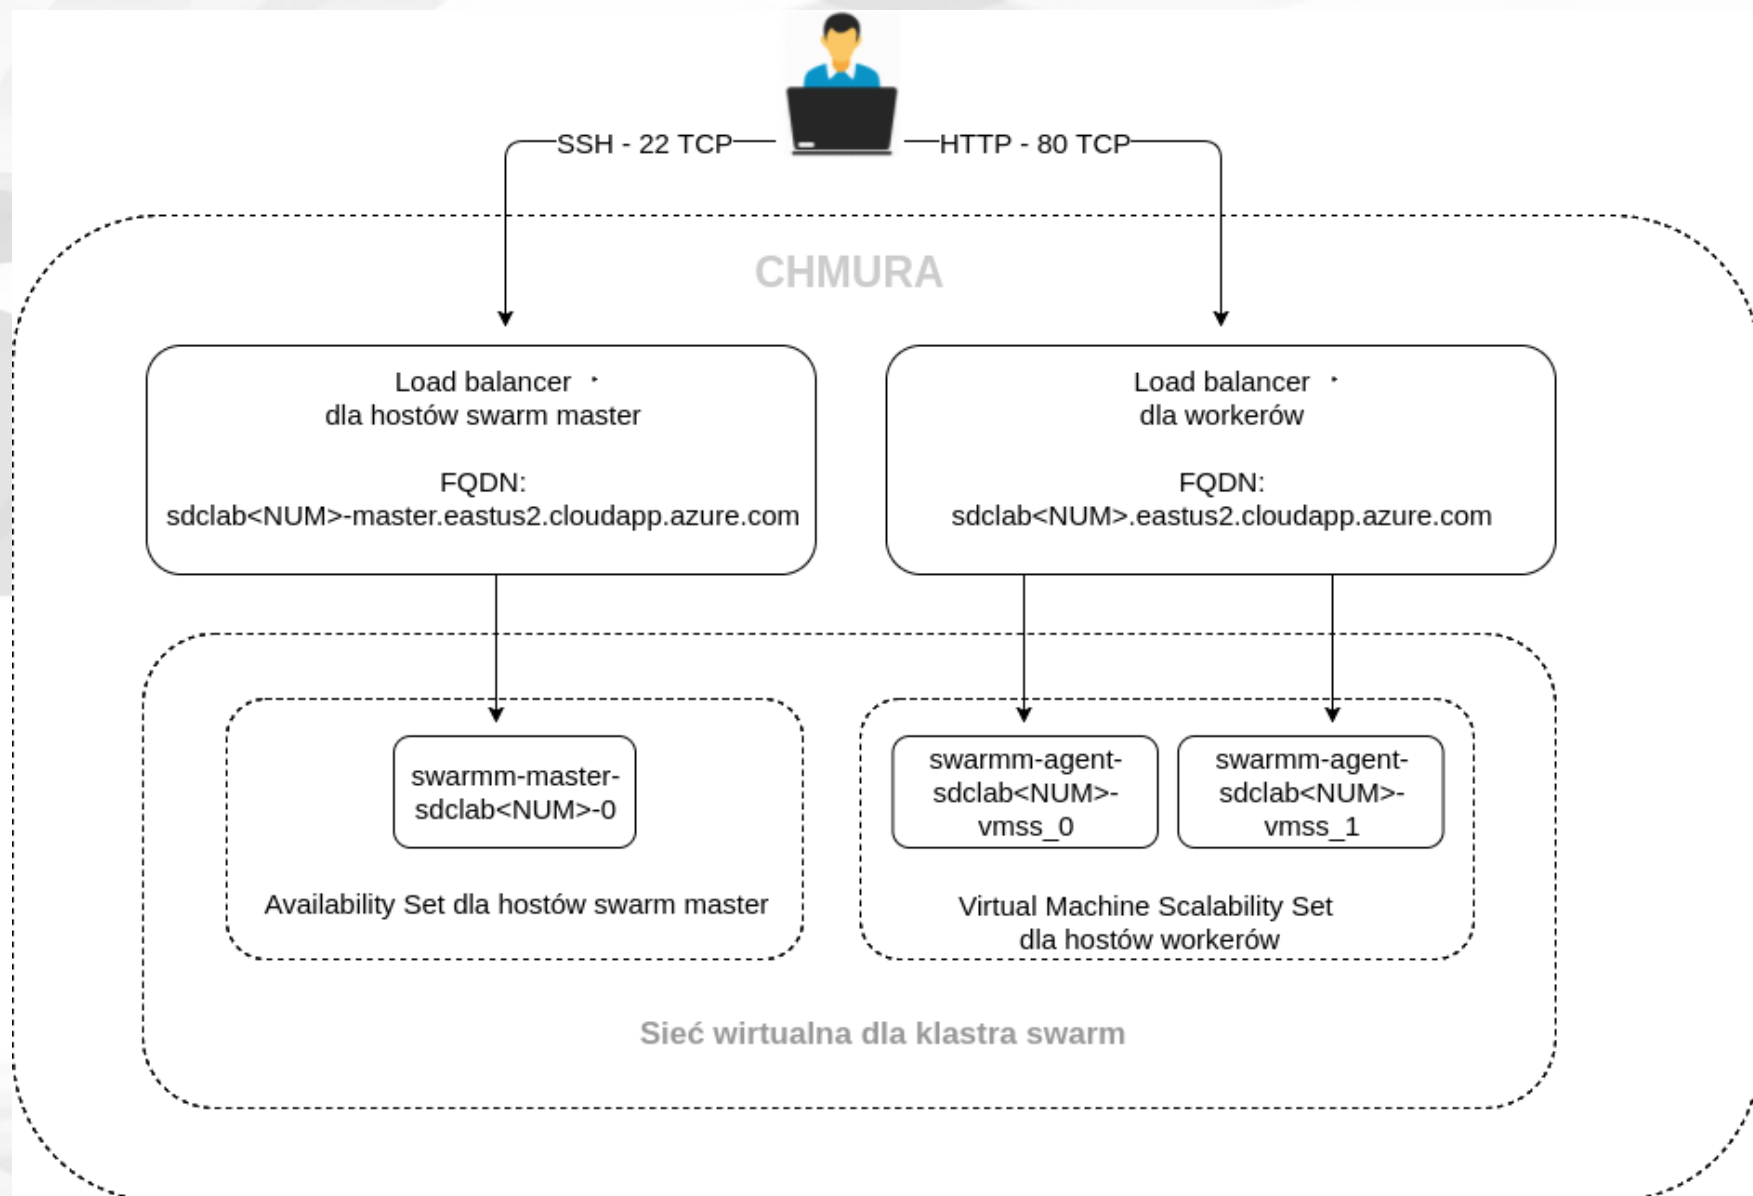 SSH - 22 TCP
HTTP - 80 TCP
CHMURA
Load balancer
dla hostów swarm master
FQDN:
sdclab<NUM>-master.eastus2.cloudapp.azure.com
Load balancer
dla workerów
FQDN:
sdclab<NUM>.eastus2.cloudapp.azure.com
swarmm-master-
sdclab<NUM>-0
Availability Set dla hostów swarm master
swarmm-agent-
sdclab<NUM>-
vmss_0
swarmm-agent-
sdclab<NUM>-
vmss_1
Virtual Machine Scalability Set
dla hostów workerów
Sieć wirtualna dla klastra swarm